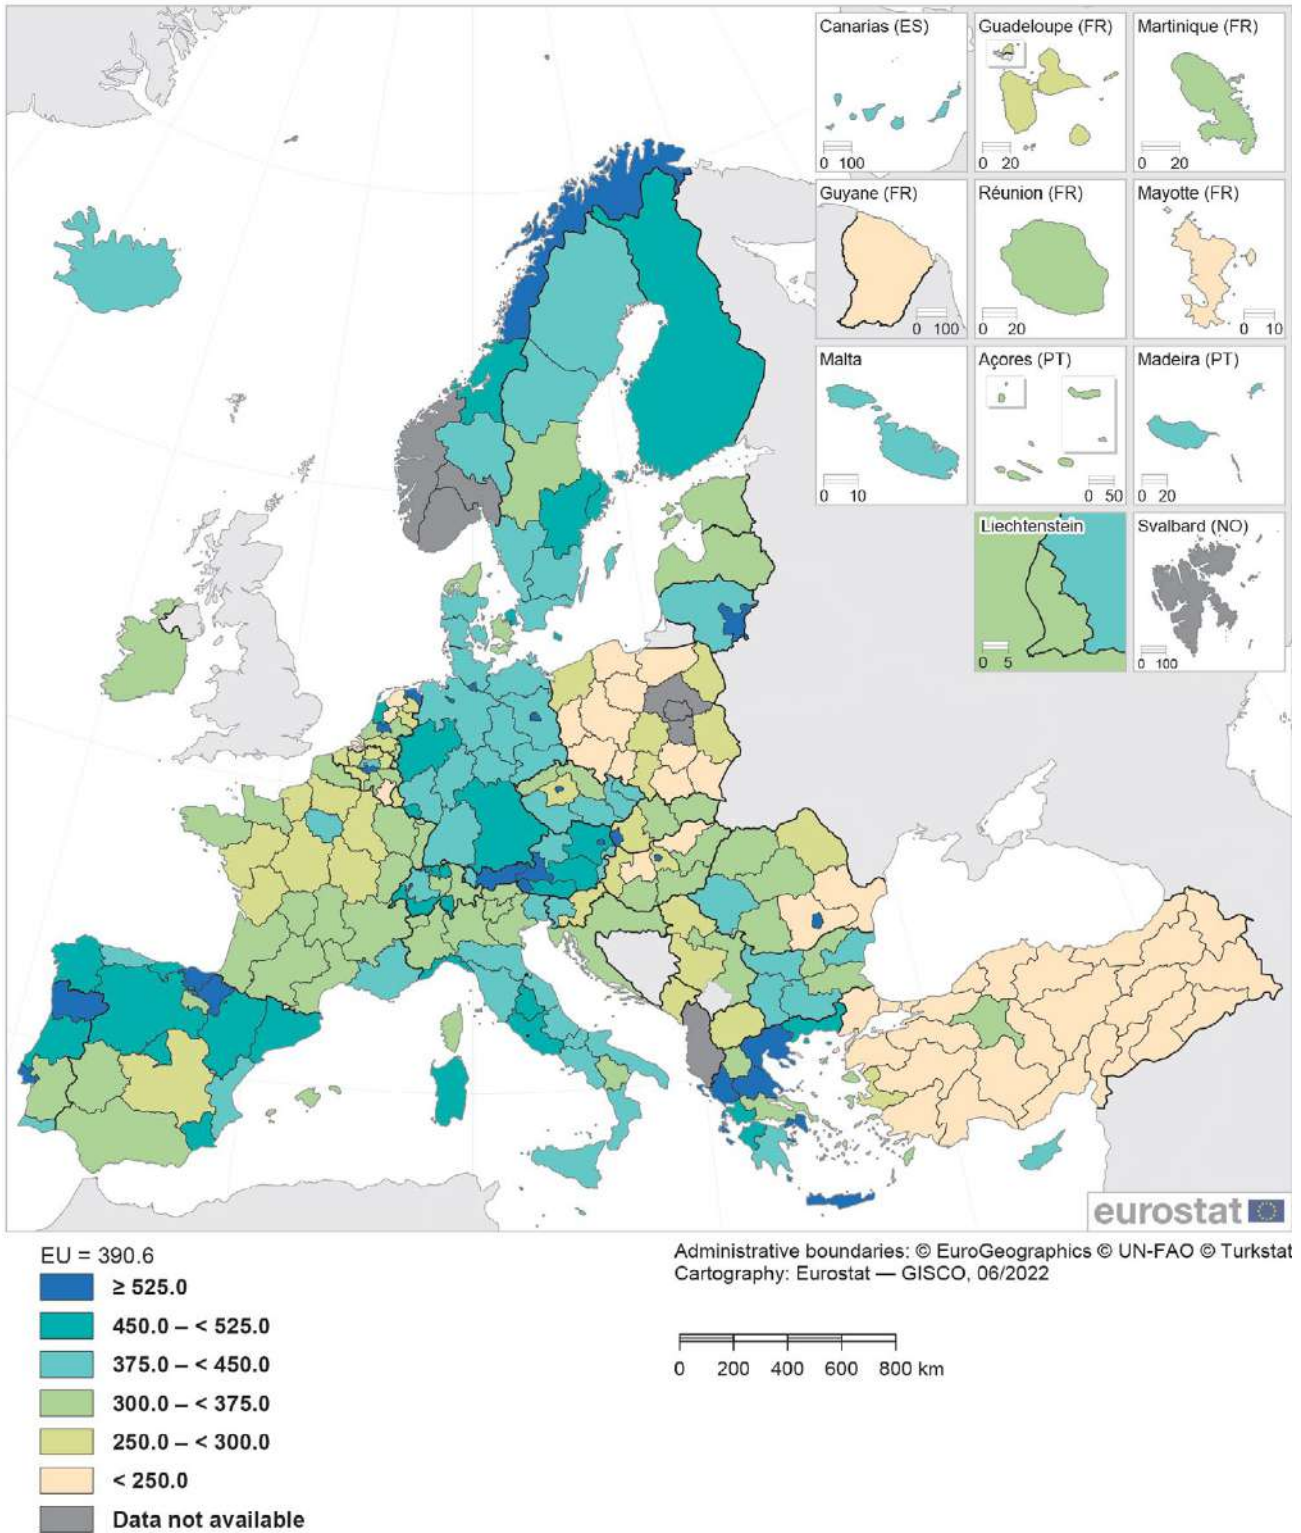 Canarias (ES)
0 100
Guadeloupe (FR)
0 20
Martinique (FR)
0 20
Guyane (FR)
0 100
Réunion (FR)
0 20
Mayotte (FR)
0 10
Malta
0 10
Açores (PT)
0 50
Madeira (PT)
0 20
Liechtenstein
0 5
Svalbard (NO)
0 100
eurostat
EU = 390.6
≥ 525.0
450.0 – < 525.0
375.0 – < 450.0
300.0 – < 375.0
250.0 – < 300.0
< 250.0
Data not available
Administrative boundaries: © EuroGeographics © UN-FAO © Turkstat
Cartography: Eurostat — GISCO, 06/2022
0 200 400 600 800 km